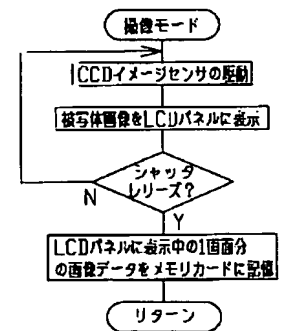 撮像モード
CCDイメージセンサの駆動
被写体画像をLCDパネルに表示
シャッタ
レリーズ?
N
Y
LCDパネルに表示中の1画面分
の画像データをメモリカードに記憶
リターン